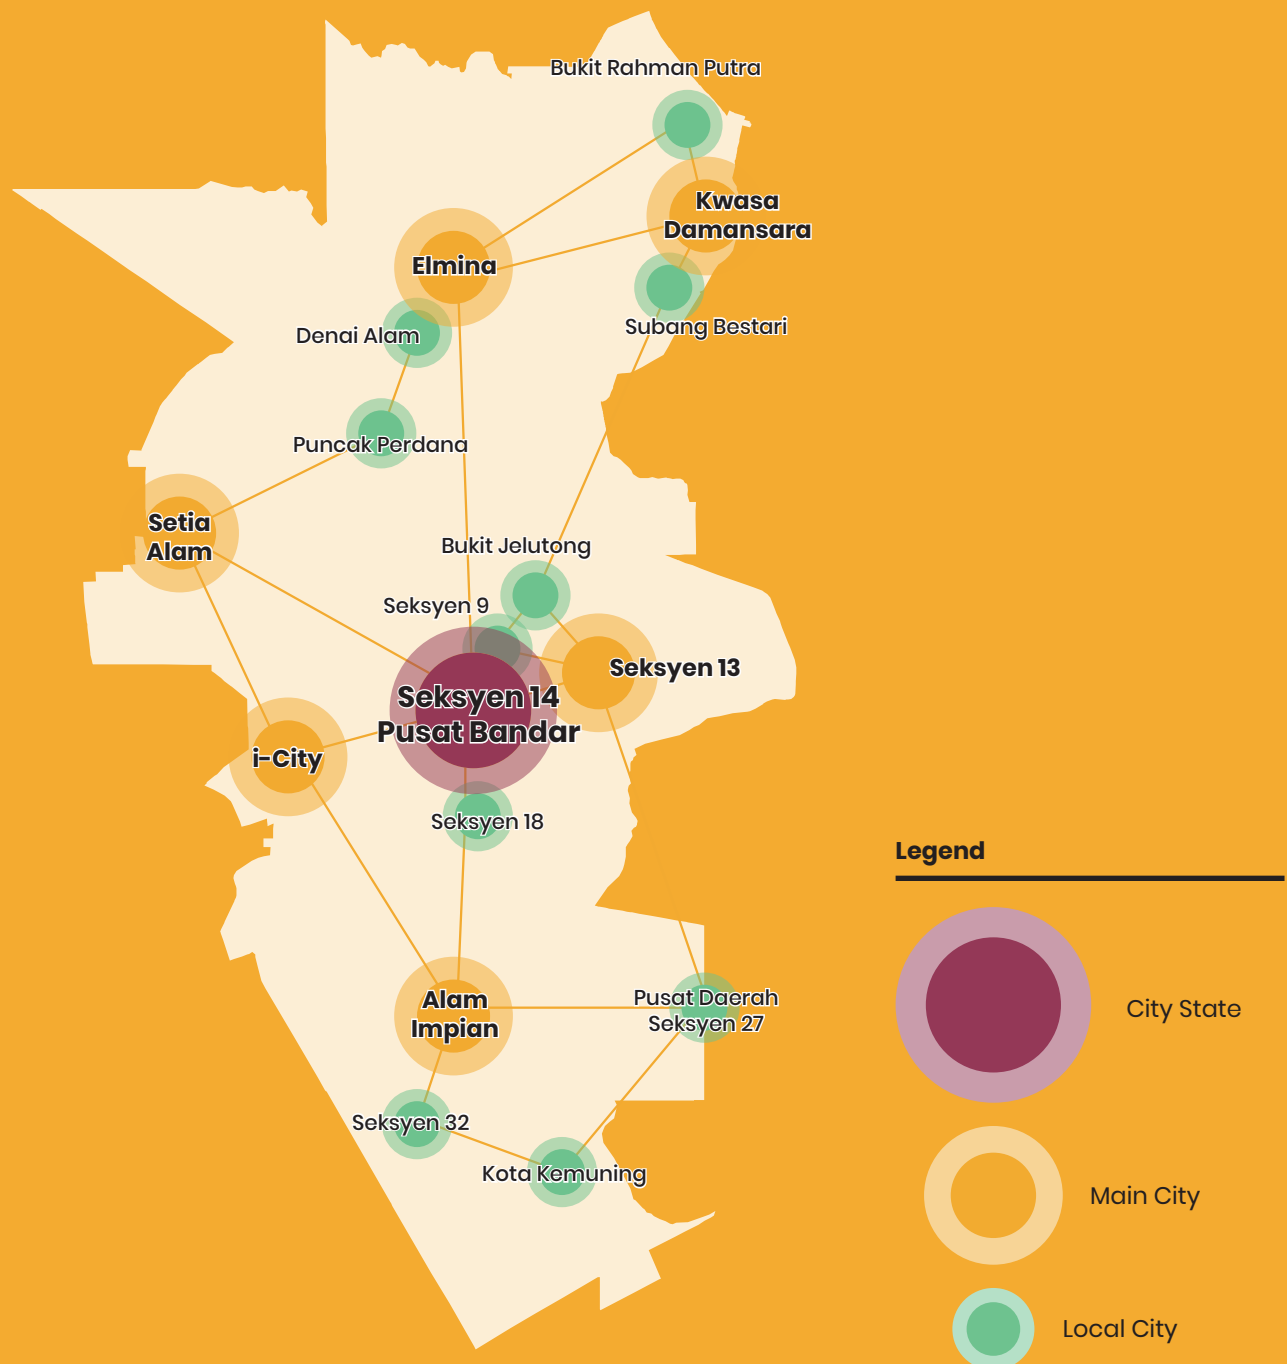 Bukit Rahman Putra
Kwasa
Damansara
Elmina
Subang Bestari
Denai Alam
Puncak Perdana
Setia
Alam
Bukit Jelutong
Seksyen 9
Seksyen 13
Seksyen 14
Pusat Bandar
i-City
Seksyen 18
Alam
Impian
Pusat Daerah
Seksyen 27
Seksyen 32
Kota Kemuning
Legend
City State
Main City
Local City